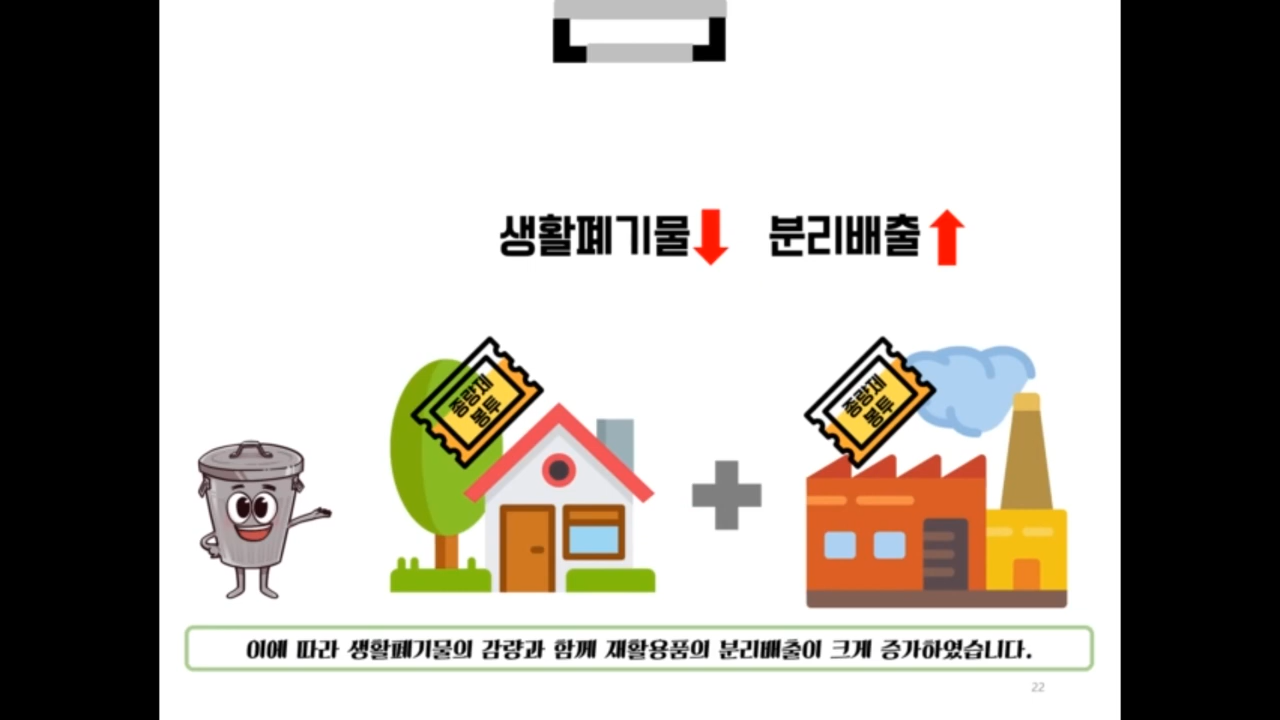 생활폐기물 분리배출
종량제
봉투
종량제
봉투
이에 따라 생활폐기물의 감량과 함께 재활용품의 분리배출이 크게 증가하였습니다.
22